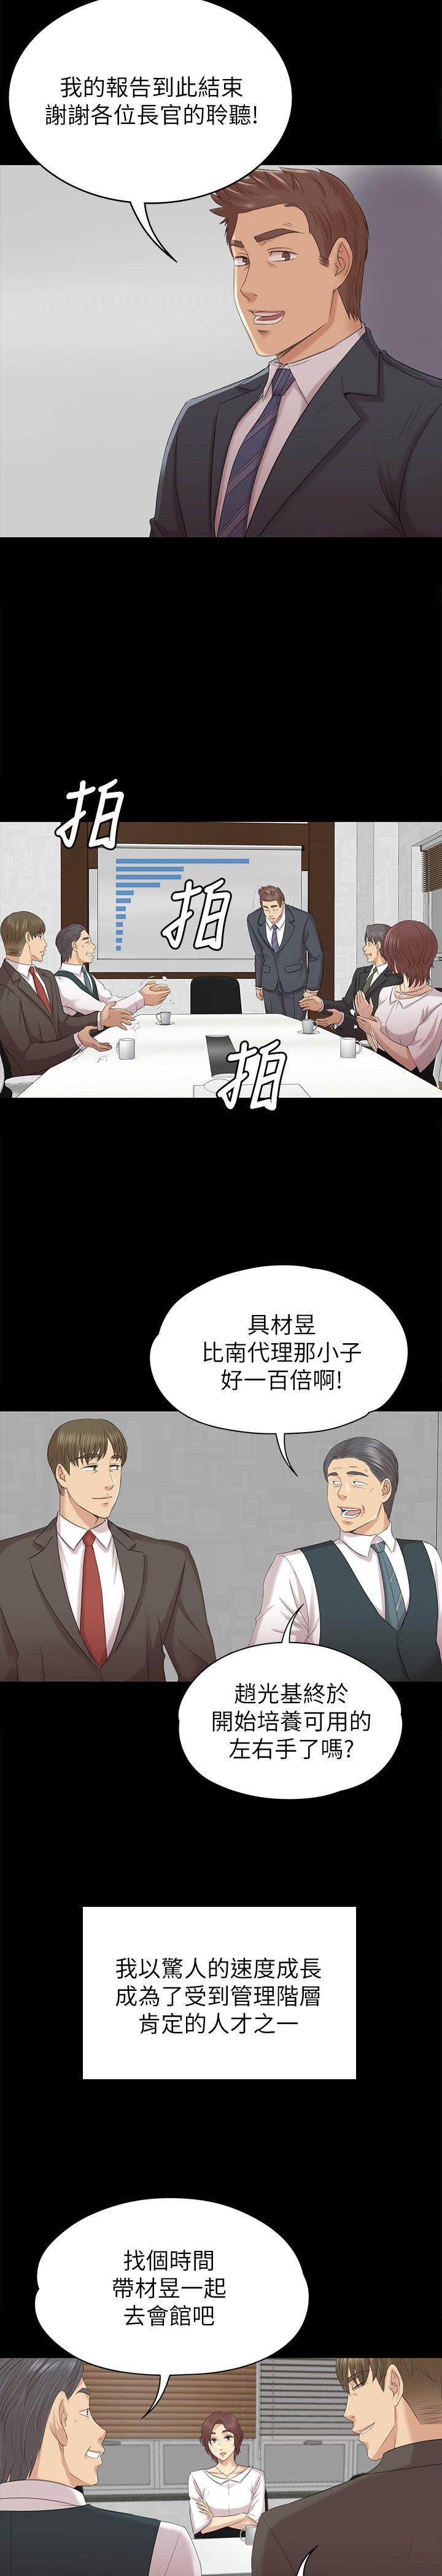 我的報告到此結束
謝謝各位長官的聆聽!
拍
拍
拍
具材昱
比南代理那小子
好一百倍啊!
趙光基終於
開始培養可用的
左右手了嗎?
我以驚人的速度成長
成為了受到管理階層
肯定的人才之一
找個時間
帶材昱一起
去會館吧